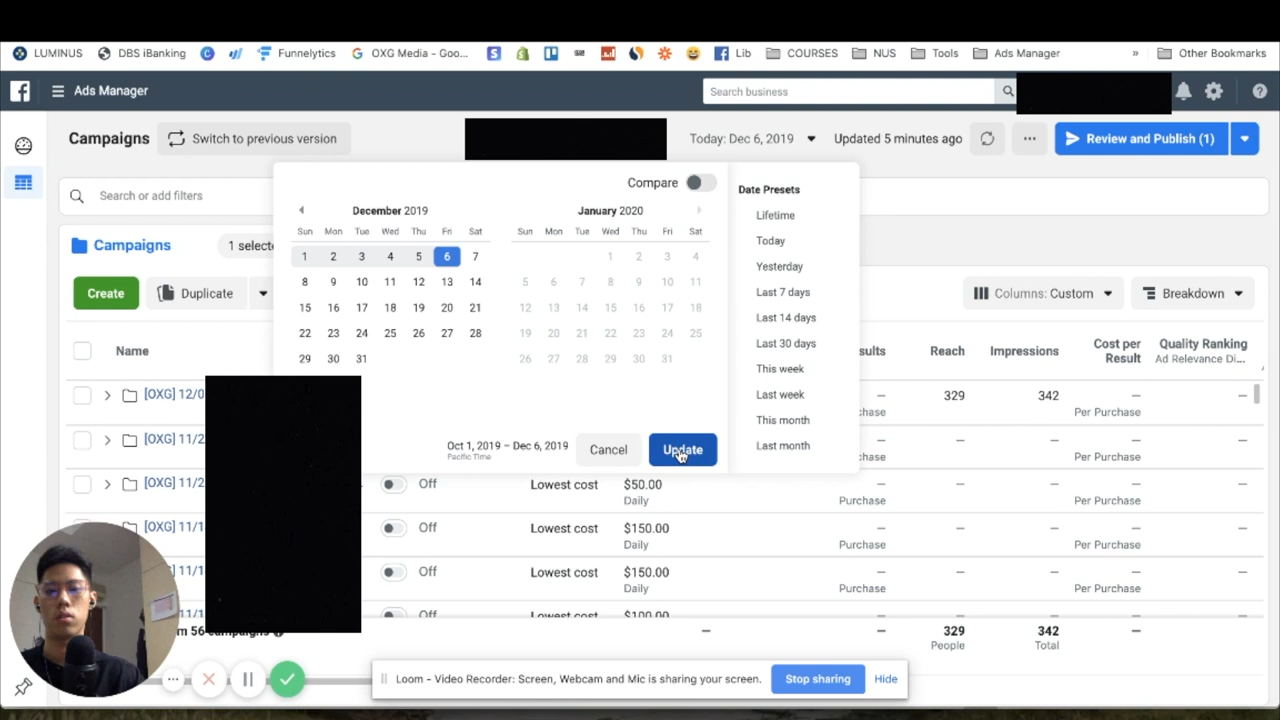 LUMINUS DBS iBanking Funnelytics OXG Media - Goo... Lib COURSES NUS Tools Ads Manager » Other Bookmarks
Ads Manager Search business
Campaigns Switch to previous version Today: Dec 6, 2019 Updated 5 minutes ago ... Review and Publish (1)
Compare
Search or add filters
December 2019 January 2020
Sun Mon Tue Wed Thu Fri Sat Sun Mon Tue Wed Thu Fri Sat
1 2 3 4 5 6 7 1 2 3 4
8 9 10 11 12 13 14 5 6 7 8 9 10 11
15 16 17 18 19 20 21 12 13 14 15 16 17 18
22 23 24 25 26 27 28 19 20 21 22 23 24 25
29 30 31 26 27 28 29 30 31
Date Presets
Lifetime
Today
Yesterday
Last 7 days
Last 14 days
Last 30 days
This week
Last week
This month
Last month
Oct 1, 2019 – Dec 6, 2019 Cancel Update
Pacific Time
Campaigns 1 selecte
Create Duplicate Columns: Custom Breakdown
Name sults Reach Impressions Cost per Result Quality Ranking
Ad Relevance Di...
[OXG] 12/0 — 329 342 — —
chase Per Purchase
[OXG] 11/2 — — — — —
chase Per Purchase
[OXG] 11/2 Off Lowest cost $50.00 — — — — —
Daily Purchase Per Purchase
[OXG] 11/1 Off Lowest cost $150.00 — — — — —
Daily Purchase Per Purchase
[OXG] 11/1 Off Lowest cost $150.00 — — — — —
Daily Purchase Per Purchase
Off Lowest cost $100.00
m 56 campaigns — — 329 342 —
People Total
Loom - Video Recorder: Screen, Webcam and Mic is sharing your screen. Stop sharing Hide